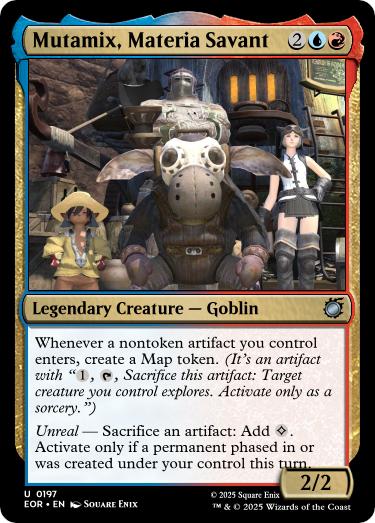 Mutamix, Materia Savant 2
Legendary Creature — Goblin
Whenever a nontoken artifact you control
enters, create a Map token. (It's an artifact
with "1, , Sacrifice this artifact: Target
creature you control explores. Activate only as a
sorcery.")
Unreal — Sacrifice an artifact: Add .
Activate only if a permanent phased in or
was created under your control this turn.
2/2
U 0197
EOR • EN SQUARE ENIX
© 2025 Square Enix
™ & © 2025 Wizards of the Coast